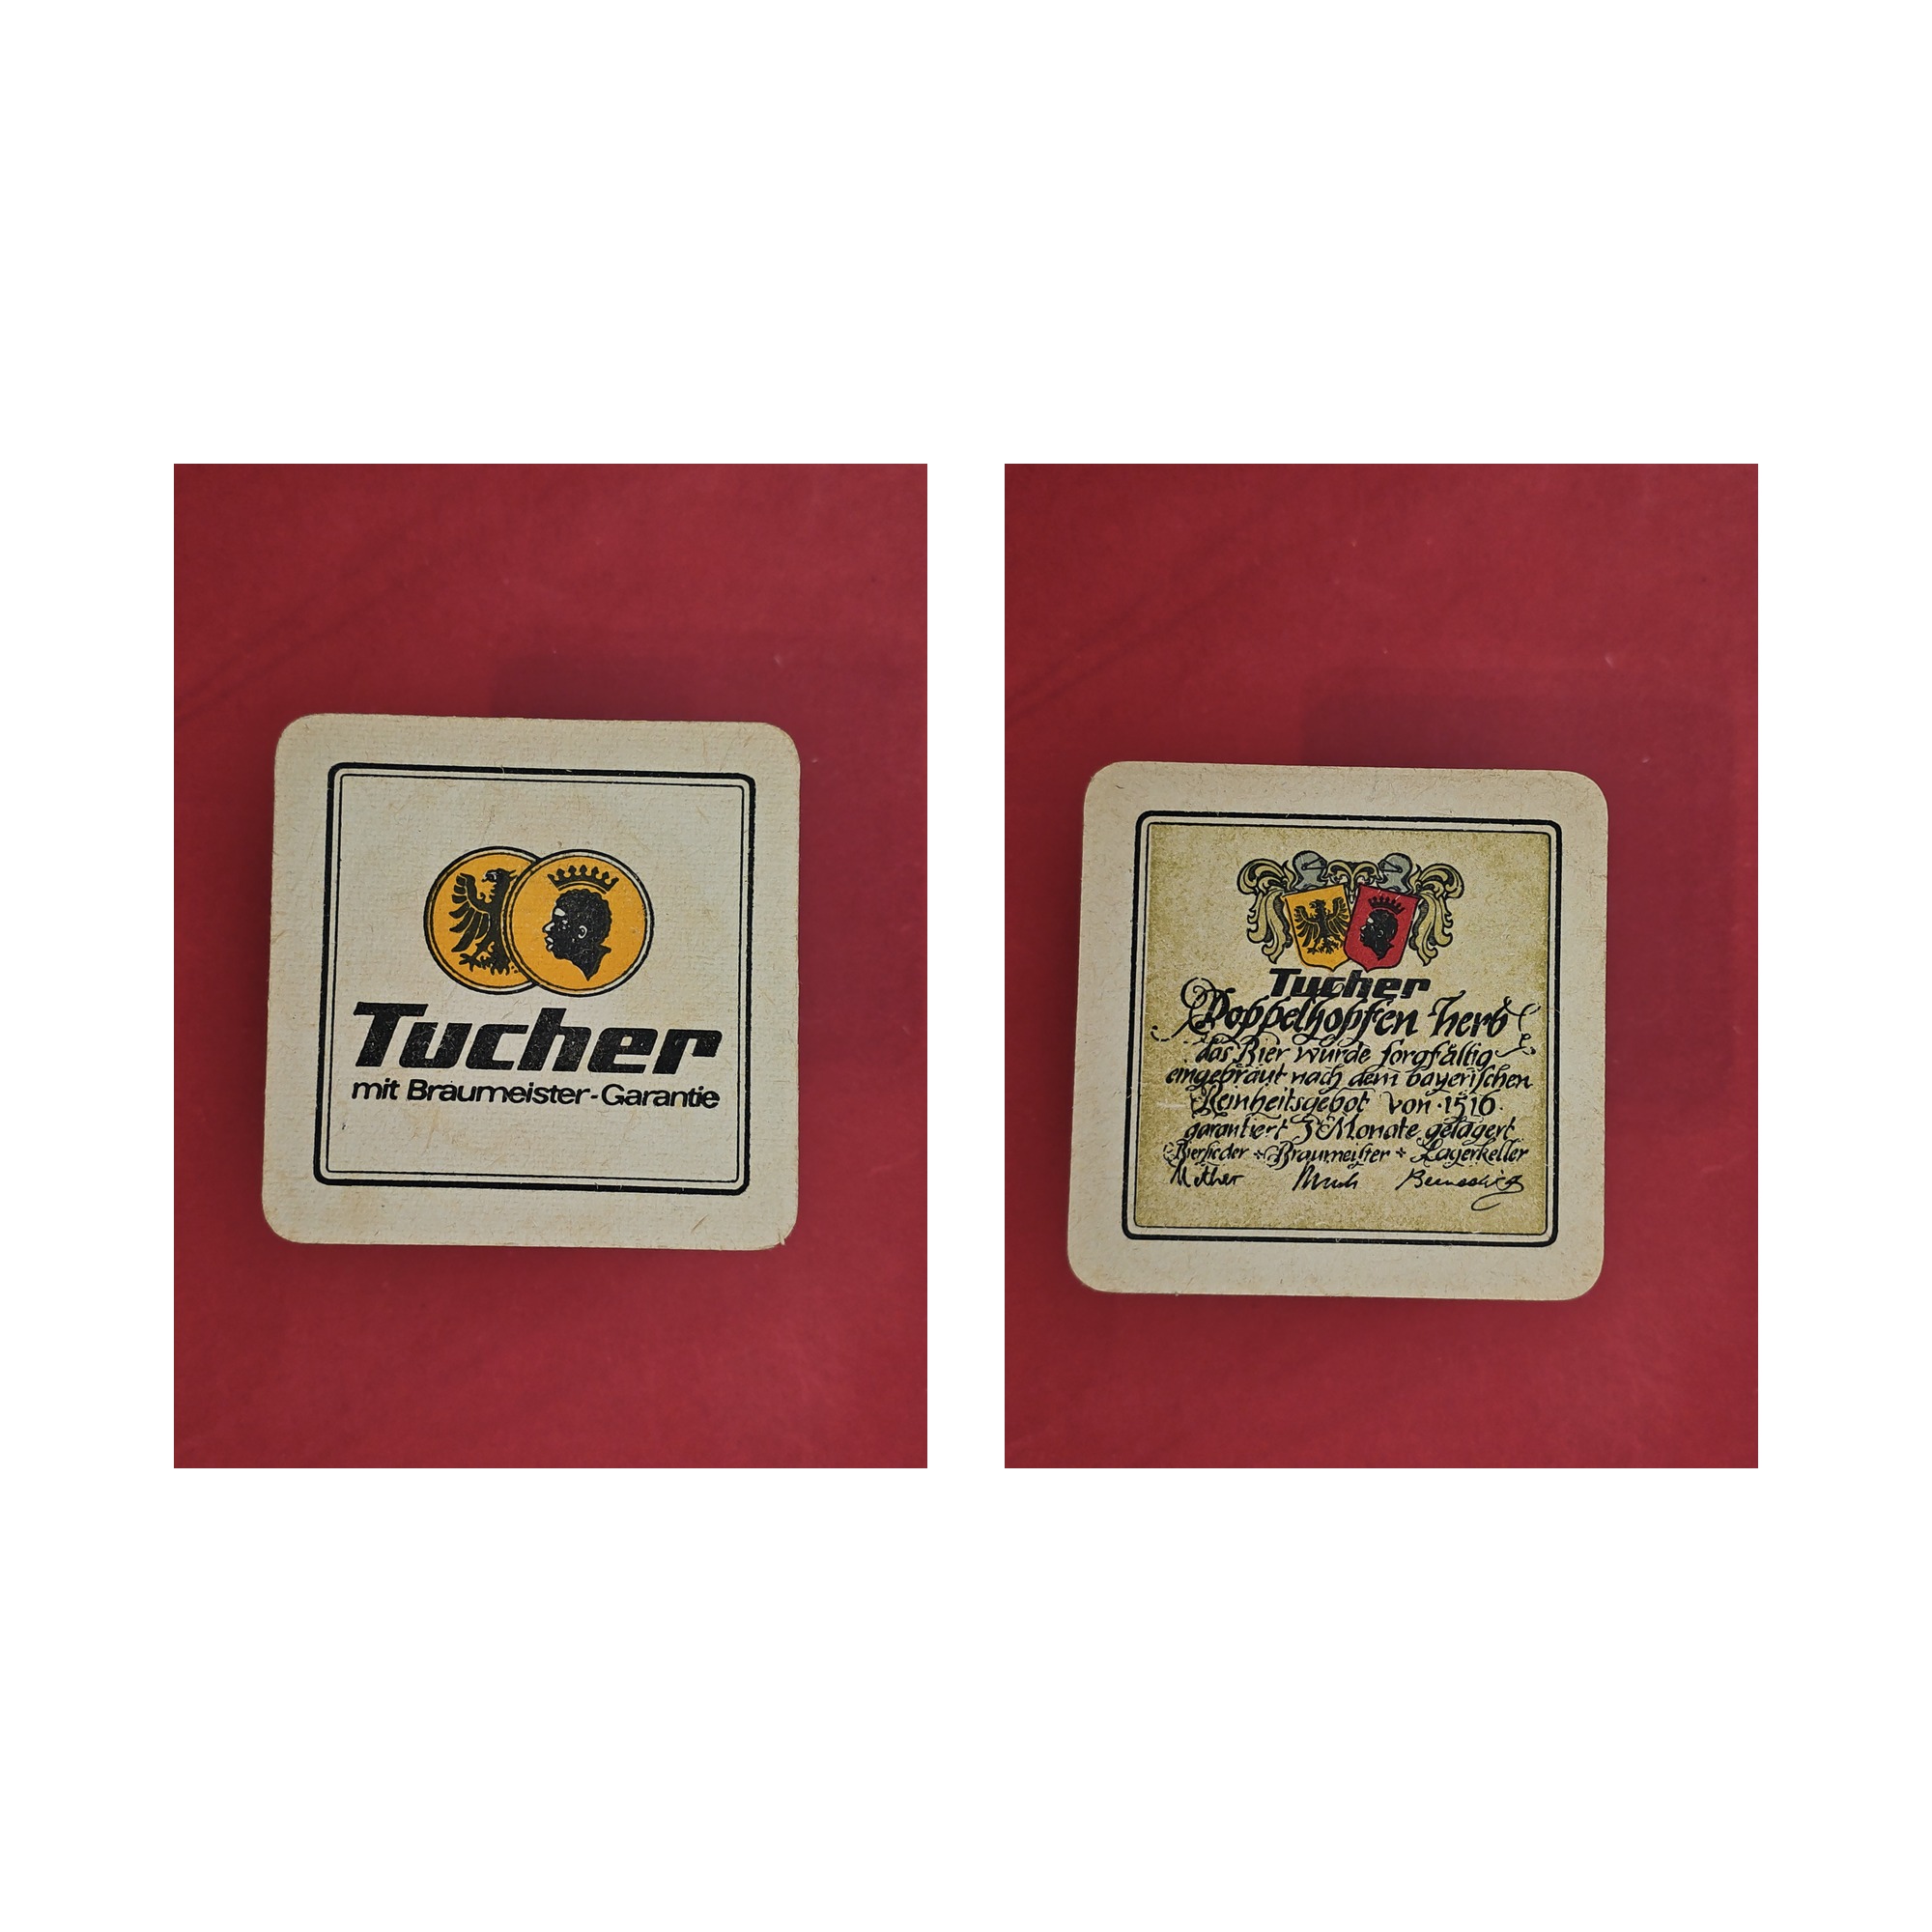 Tucher
mit Braumeister-Garantie
Tucher
Doppelhopfen Herb
das Bier wurde ſorgfältig
eingebraut nach dem bayeriſchen
Reinheitsgebot von 1516
garantiert 3 Monate gelagert
Bierſieder + Braumeiſter + Lagerkeller